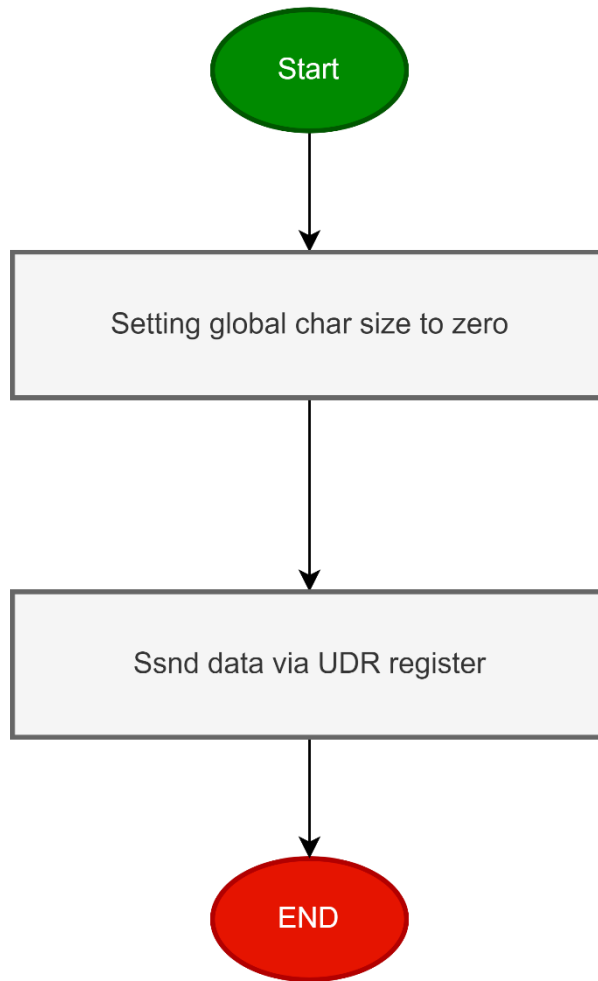 Start
Setting global char size to zero
Ssnd data via UDR register
END